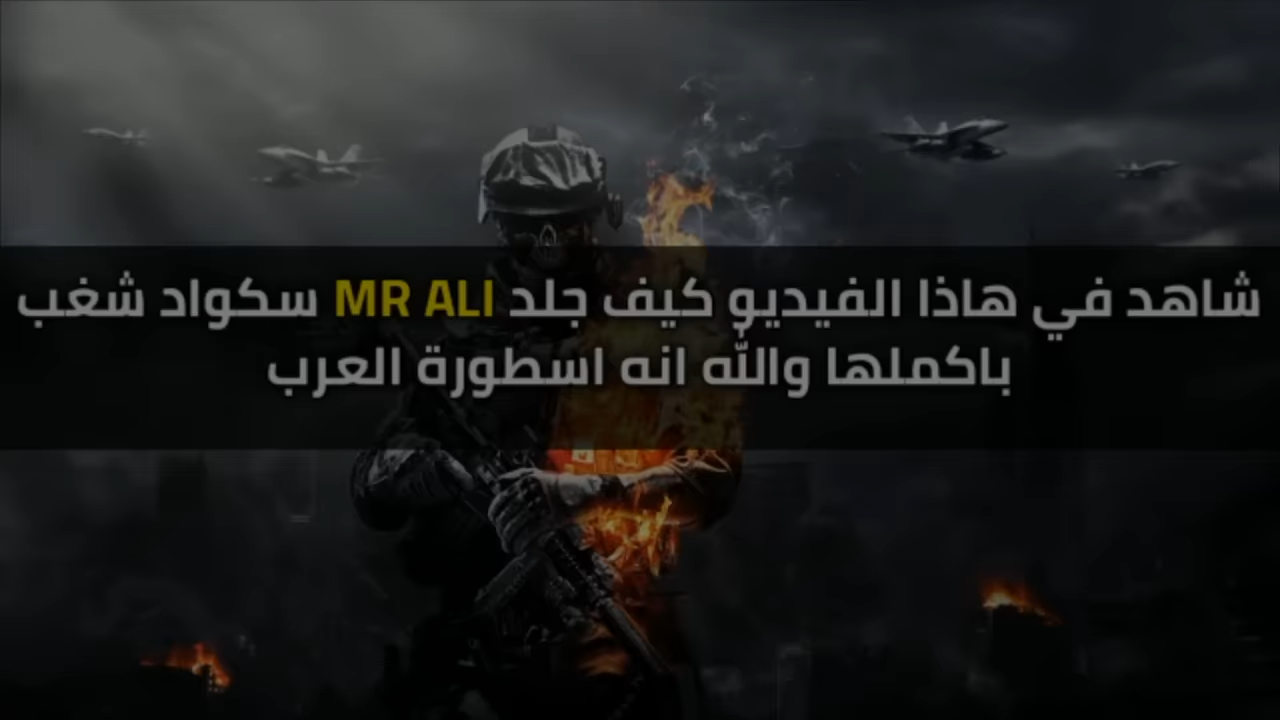 شاهد في هاذا الفيديو كيف جلد MR ALI سكواد شغب
باكملها والله انه اسطورة العرب